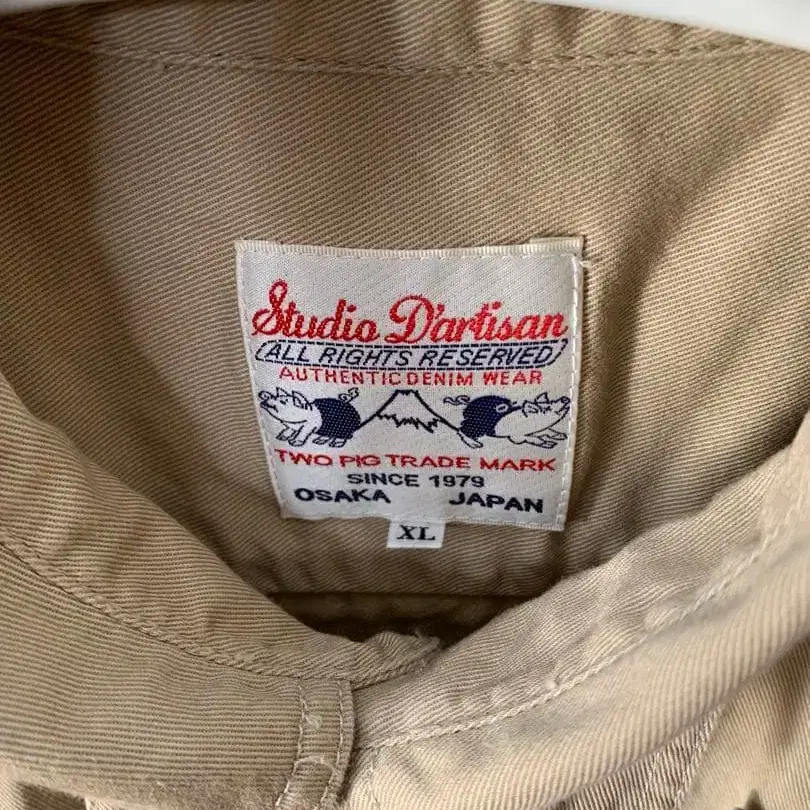 Studio D'artisan
ALL RIGHTS RESERVED
AUTHENTIC DENIM WEAR
TWO PIG TRADE MARK
SINCE 1979
OSAKA JAPAN
XL